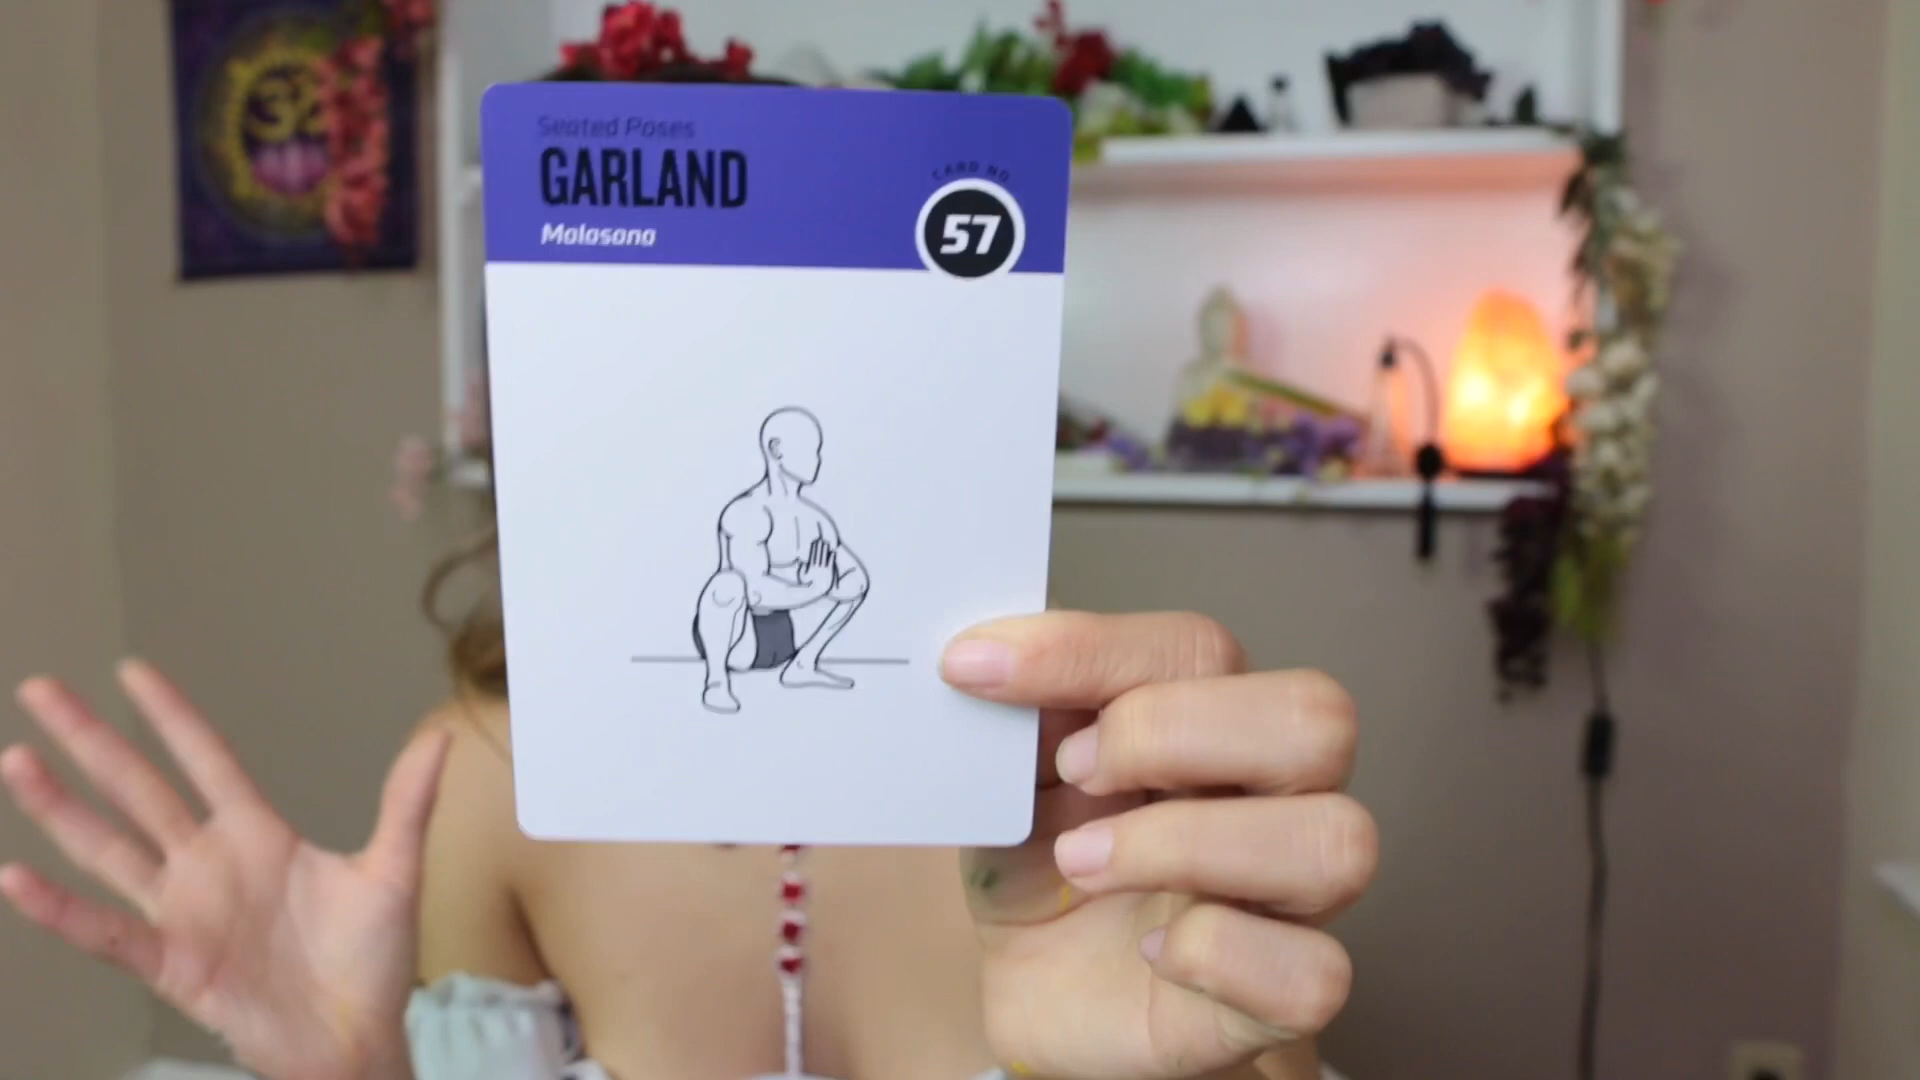 Seated Poses
GARLAND
Malasana
CARD NO
57
ॐ